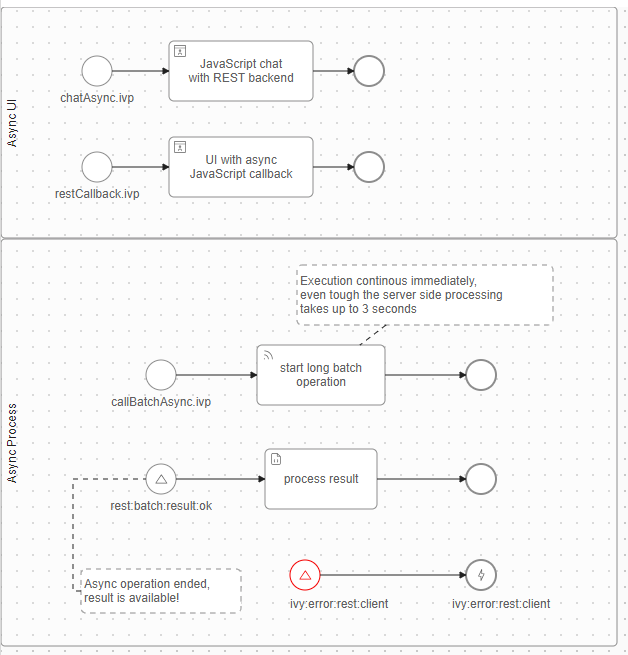 Async UI
JavaScript chat
with REST backend
chatAsync.ivp
UI with async
JavaScript callback
restCallback.ivp
Async Process
Execution continous immediately,
even tough the server side processing
takes up to 3 seconds
start long batch
operation
callBatchAsync.ivp
process result
rest:batch:result:ok
Async operation ended,
result is available!
ivy:error:rest:client
ivy:error:rest:client